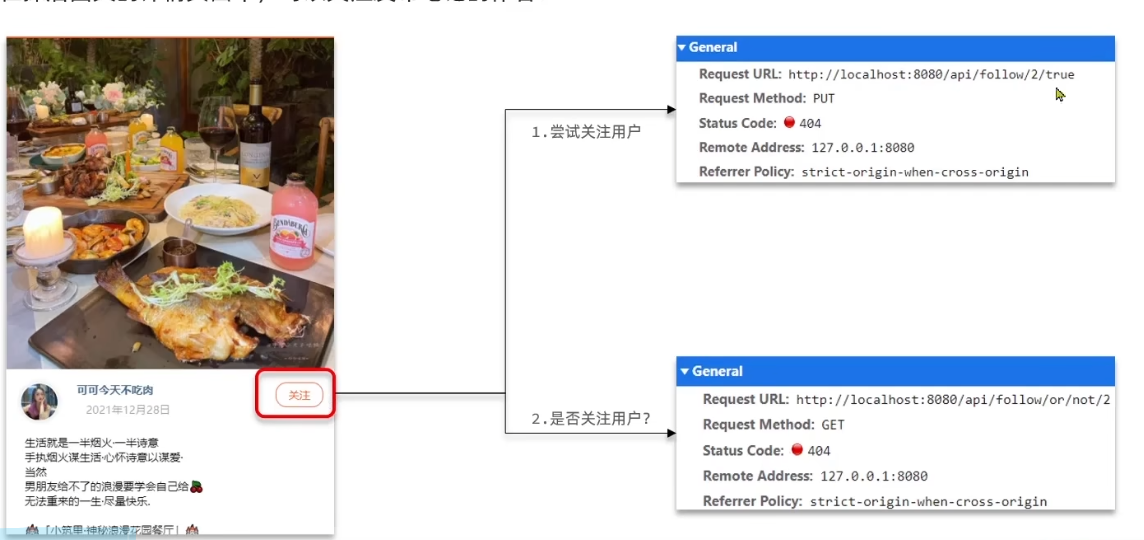 关注
可可今天不吃肉
2021年12月28日
生活就是一半烟火·一半诗意
手执烟火谋生活·心怀诗意以谋爱·
当然
男朋友给不了的浪漫要学会自己给🍒
无法重来的一生·尽量快乐.
🏰「小筑里·神秘浪漫花园餐厅」🏰
1.尝试关注用户
General
Request URL: http://localhost:8080/api/follow/2/true
Request Method: PUT
Status Code: 🔴 404
Remote Address: 127.0.0.1:8080
Referrer Policy: strict-origin-when-cross-origin
2.是否关注用户?
General
Request URL: http://localhost:8080/api/follow/or/not/2
Request Method: GET
Status Code: 🔴 404
Remote Address: 127.0.0.1:8080
Referrer Policy: strict-origin-when-cross-origin